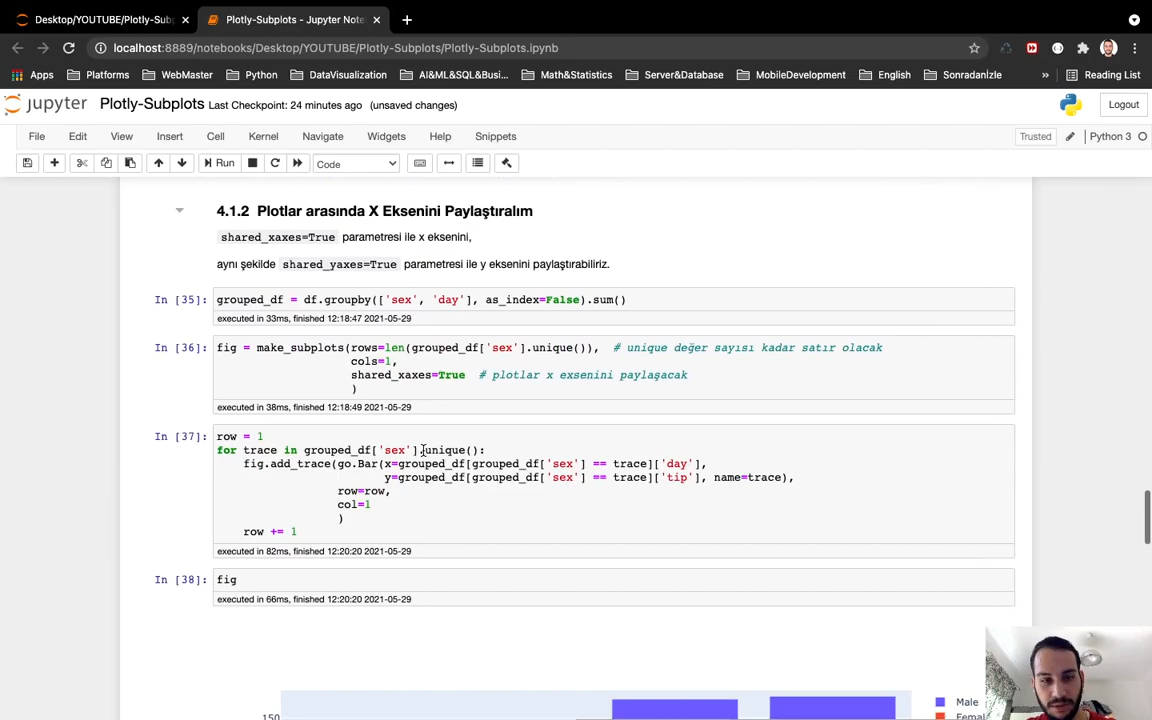 Desktop/YOUTUBE/Plotly-Subp
Plotly-Subplots - Jupyter Note
localhost:8889/notebooks/Desktop/YOUTUBE/Plotly-Subplots/Plotly-Subplots.ipynb
Apps Platforms WebMaster Python DataVisualization AI&ML&SQL&Busi... Math&Statistics Server&Database MobileDevelopment English Sonradanİzle » Reading List
jupyter Plotly-Subplots Last Checkpoint: 24 minutes ago (unsaved changes) Logout
File Edit View Insert Cell Kernel Navigate Widgets Help Snippets Trusted Python 3
Run Code
4.1.2 Plotlar arasında X Eksenini Paylaştıralım
shared_xaxes=True parametresi ile x eksenini,
aynı şekilde shared_yaxes=True parametresi ile y eksenini paylaştırabiliriz.
In [35]: grouped_df = df.groupby(['sex', 'day'], as_index=False).sum()
executed in 33ms, finished 12:18:47 2021-05-29
In [36]: fig = make_subplots(rows=len(grouped_df['sex'].unique()), # unique değer sayısı kadar satır olacak
cols=1,
shared_xaxes=True # plotlar x exsenini paylaşacak
)
executed in 38ms, finished 12:18:49 2021-05-29
In [37]: row = 1
for trace in grouped_df['sex'].unique():
fig.add_trace(go.Bar(x=grouped_df[grouped_df['sex'] == trace]['day'],
y=grouped_df[grouped_df['sex'] == trace]['tip'], name=trace),
row=row,
col=1
)
row += 1
executed in 82ms, finished 12:20:20 2021-05-29
In [38]: fig
executed in 66ms, finished 12:20:20 2021-05-29
150
Male
Femal